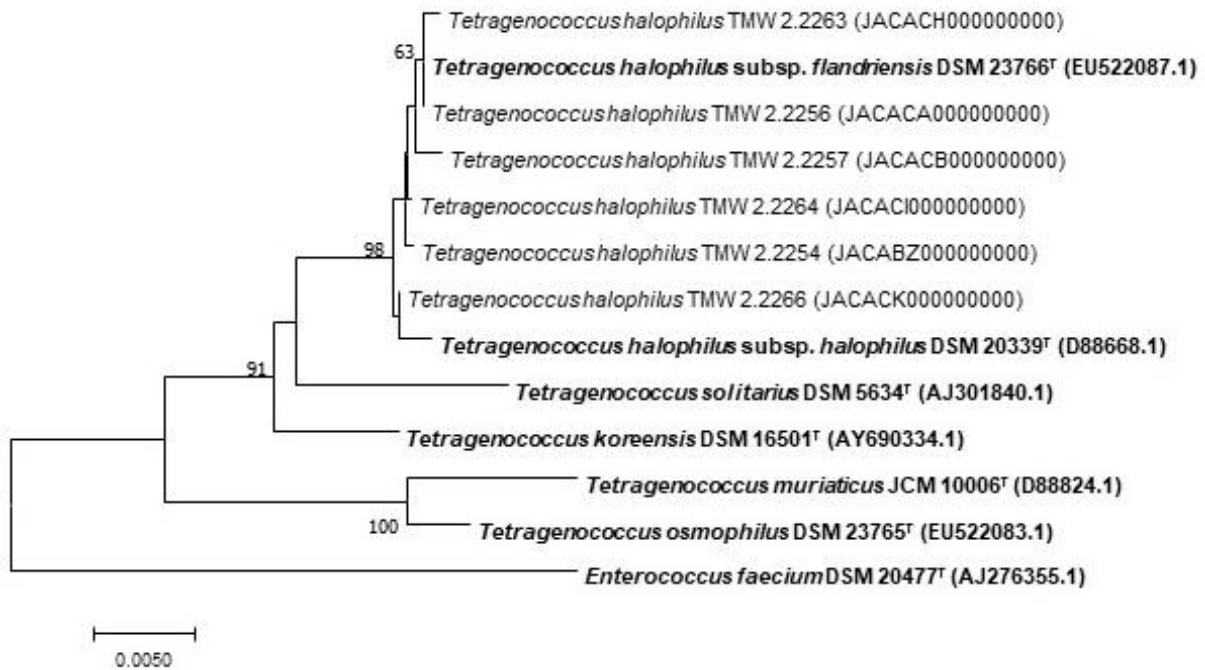 Tetragenococcus halophilus TMW 2.2263 (JACACH000000000)
63
Tetragenococcus halophilus subsp. flandriensis DSM 23766ᵀ (EU522087.1)
Tetragenococcus halophilus TMW 2.2256 (JACACA000000000)
Tetragenococcus halophilus TMW 2.2257 (JACACB000000000)
Tetragenococcus halophilus TMW 2.2264 (JACACI000000000)
98
Tetragenococcus halophilus TMW 2.2254 (JACABZ000000000)
Tetragenococcus halophilus TMW 2.2266 (JACACK000000000)
Tetragenococcus halophilus subsp. halophilus DSM 20339ᵀ (D88668.1)
91
Tetragenococcus solitarius DSM 5634ᵀ (AJ301840.1)
Tetragenococcus koreensis DSM 16501ᵀ (AY690334.1)
Tetragenococcus muriaticus JCM 10006ᵀ (D88824.1)
100
Tetragenococcus osmophilus DSM 23765ᵀ (EU522083.1)
Enterococcus faecium DSM 20477ᵀ (AJ276355.1)
0.0050